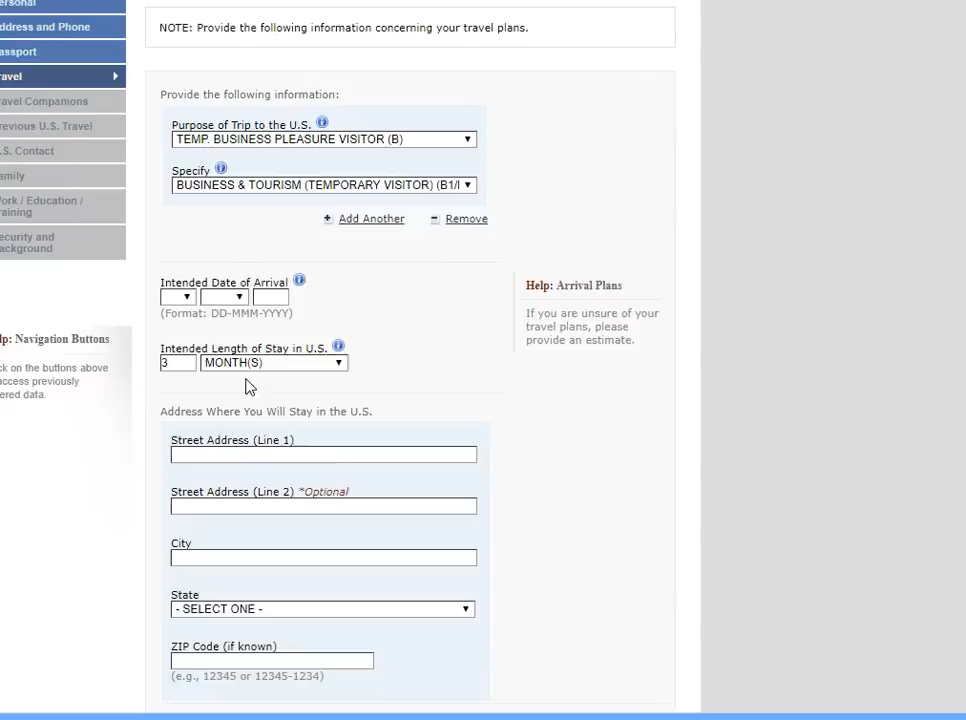 ersonal
ddress and Phone
assport
ravel
ravel Companions
revious U.S. Travel
.S. Contact
amily
ork / Education /
raining
ecurity and
ackground
lp: Navigation Buttons
ck on the buttons above
access previously
ered data.
NOTE: Provide the following information concerning your travel plans.
Provide the following information:
Purpose of Trip to the U.S.
TEMP. BUSINESS PLEASURE VISITOR (B)
Specify
BUSINESS & TOURISM (TEMPORARY VISITOR) (B1/
Add Another Remove
Intended Date of Arrival
(Format: DD-MMM-YYYY)
Intended Length of Stay in U.S.
3 MONTH(S)
Help: Arrival Plans
If you are unsure of your
travel plans, please
provide an estimate.
Address Where You Will Stay in the U.S.
Street Address (Line 1)
Street Address (Line 2) *Optional
City
State
- SELECT ONE -
ZIP Code (if known)
(e.g., 12345 or 12345-1234)